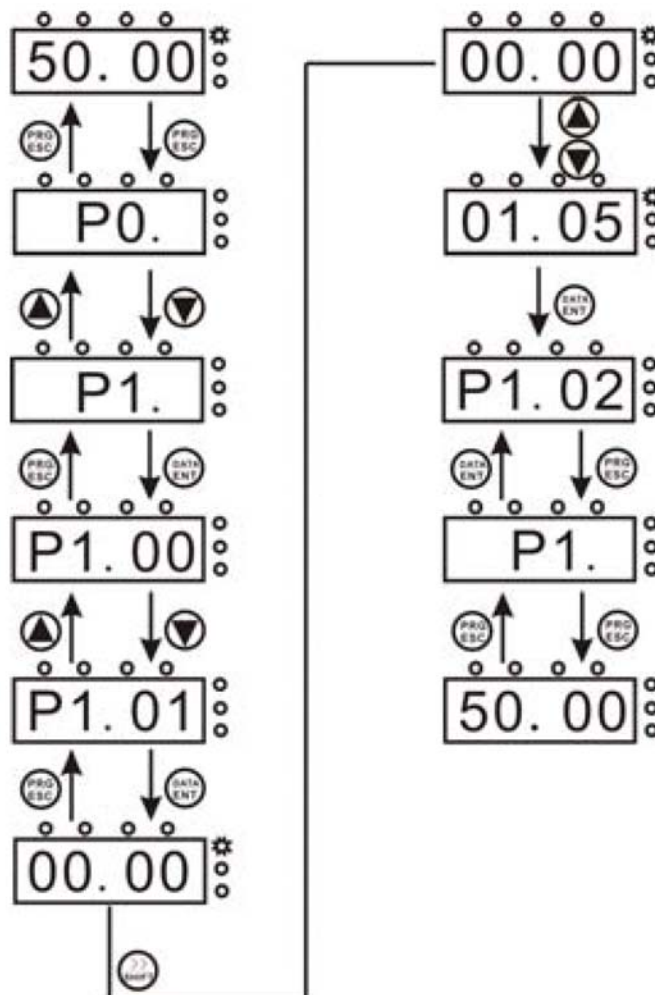 50.00
PRG
ESC
PRG
ESC
P0.
P1.
PRG
ESC
DATA
ENT
P1.00
P1.01
PRG
ESC
DATA
ENT
00.00
>>
SHIFT
00.00
01.05
DATA
ENT
P1.02
DATA
ENT
PRG
ESC
P1.
PRG
ESC
PRG
ESC
50.00